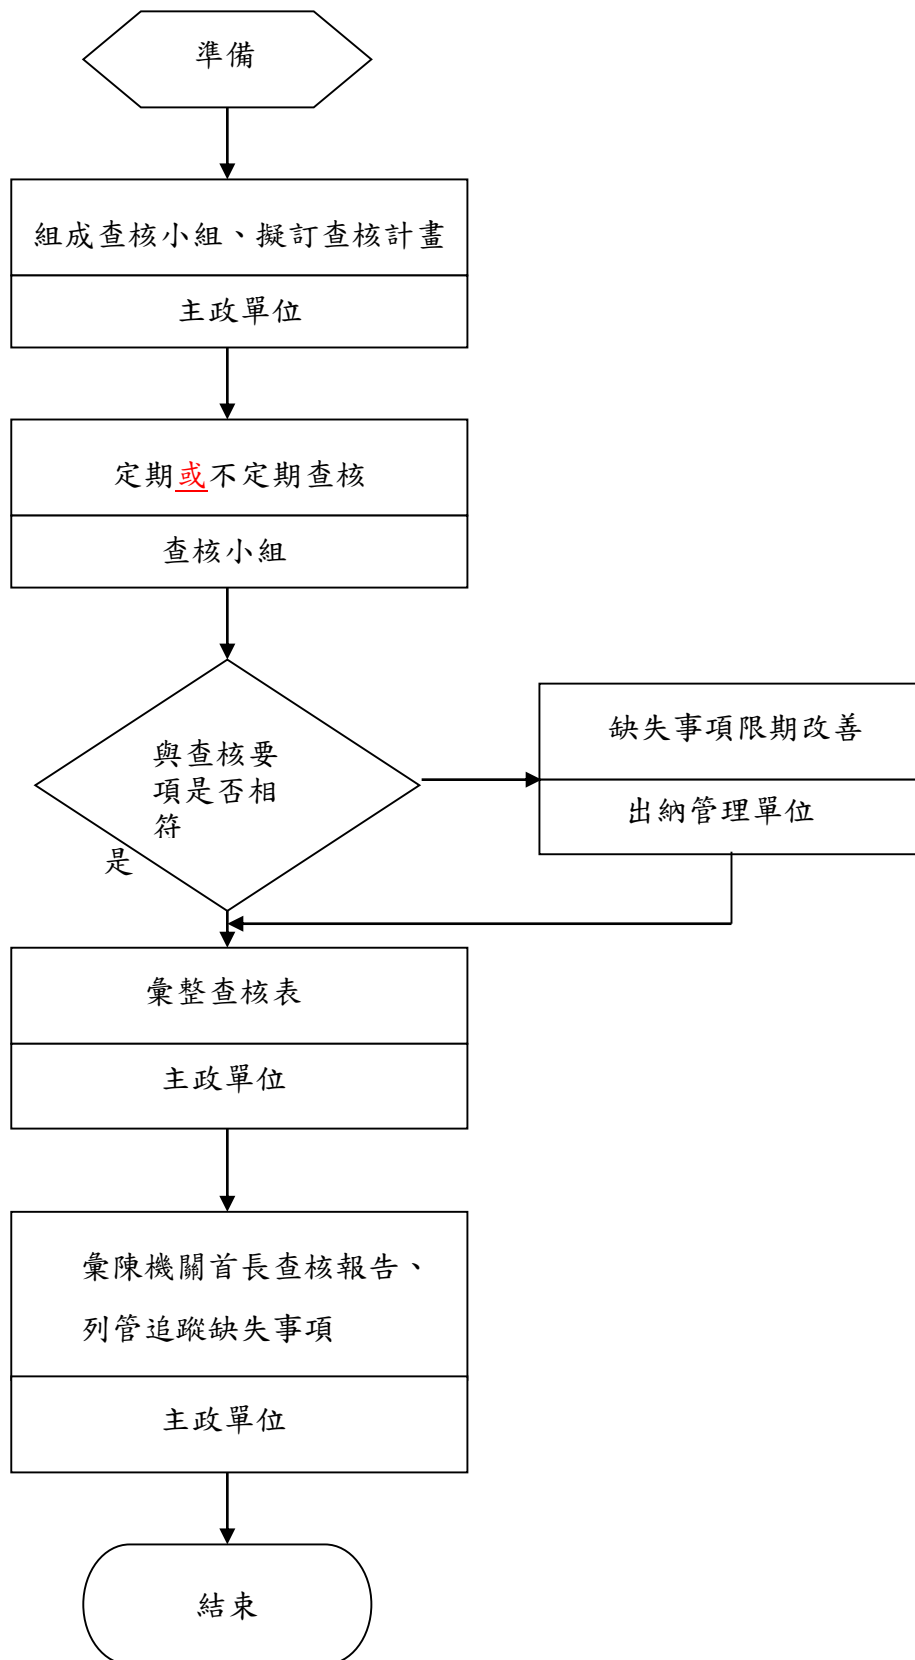 準備
組成查核小組、擬訂查核計畫
主政單位
定期或不定期查核
查核小組
與查核要
項是否相
符
是
缺失事項限期改善
出納管理單位
彙整查核表
主政單位
彙陳機關首長查核報告、
列管追蹤缺失事項
主政單位
結束